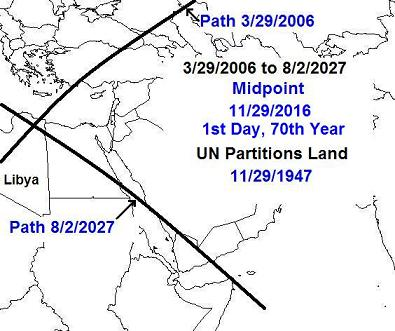 Path 3/29/2006
3/29/2006 to 8/2/2027
Midpoint
11/29/2016
1st Day, 70th Year
UN Partitions Land
11/29/1947
Libya
Path 8/2/2027